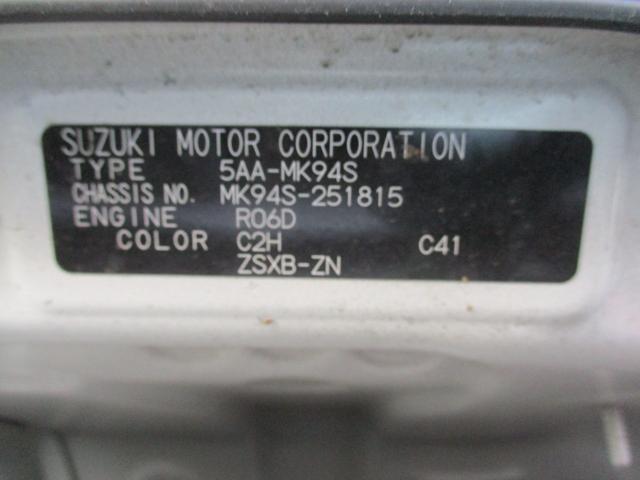 SUZUKI MOTOR CORPORATION
TYPE 5AA-MK94S
CHASSIS NO. MK94S-251815
ENGINE R06D
COLOR C2H C41
ZSXB-ZN